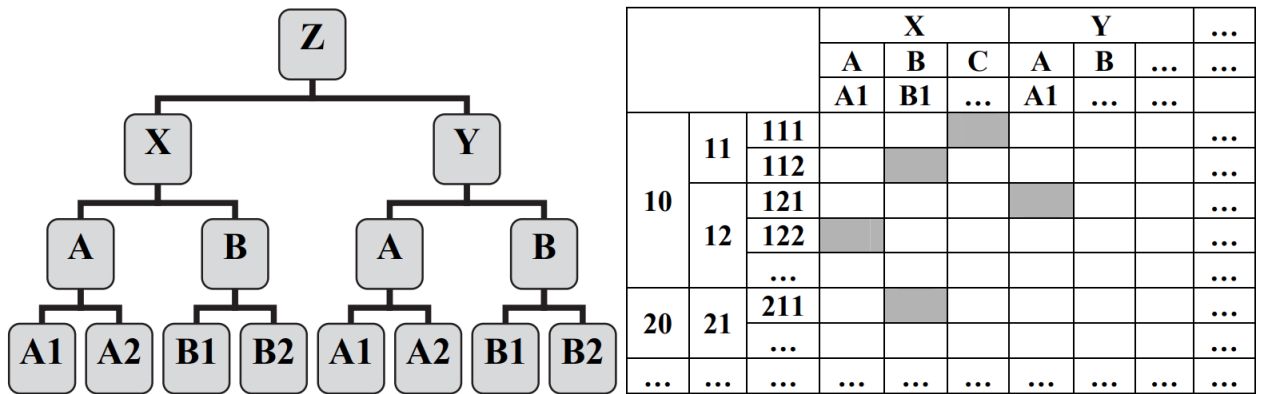 Z
X Y
A B A B
A1 A2 B1 B2 A1 A2 B1 B2
X Y ...
A B C A B ... ...
A1 B1 ... A1 ... ...
10 11 111 ...
112 ...
12 121 ...
122 ...
... ...
20 21 211 ...
... ...
... ... ... ... ... ... ... ... ... ...